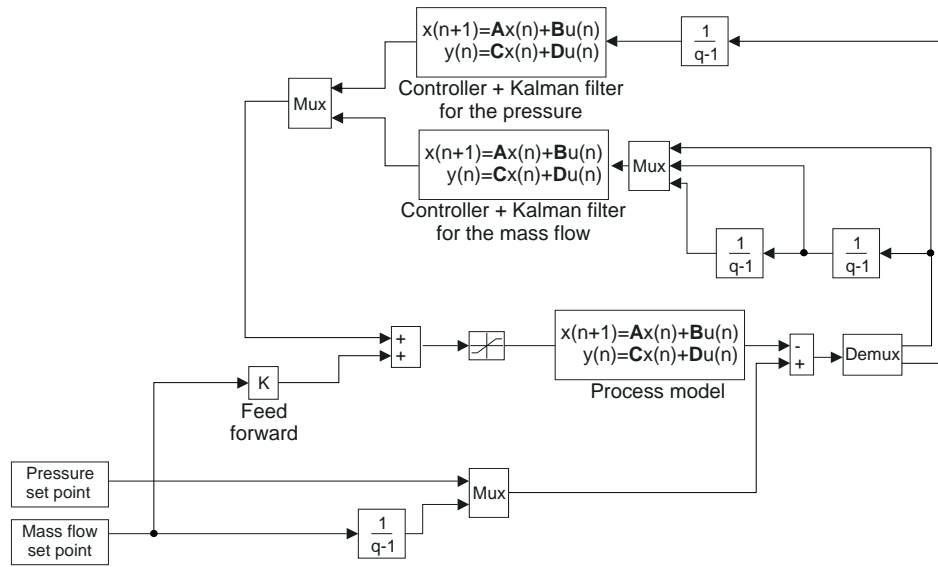 x(n+1)=Ax(n)+Bu(n)
y(n)=Cx(n)+Du(n)
1
q-1
Controller + Kalman filter
for the pressure
Mux
x(n+1)=Ax(n)+Bu(n)
y(n)=Cx(n)+Du(n)
Mux
Controller + Kalman filter
for the mass flow
1
q-1
1
q-1
+
+
x(n+1)=Ax(n)+Bu(n)
y(n)=Cx(n)+Du(n)
Process model
-
+
Demux
K
Feed
forward
Pressure
set point
Mux
Mass flow
set point
1
q-1